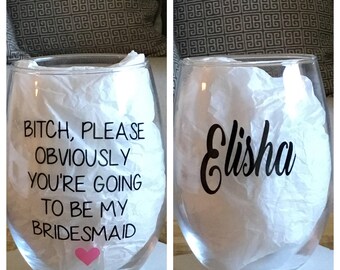 BITCH, PLEASE
OBVIOUSLY
YOU'RE GOING
TO BE MY
BRIDESMAID
Elisha